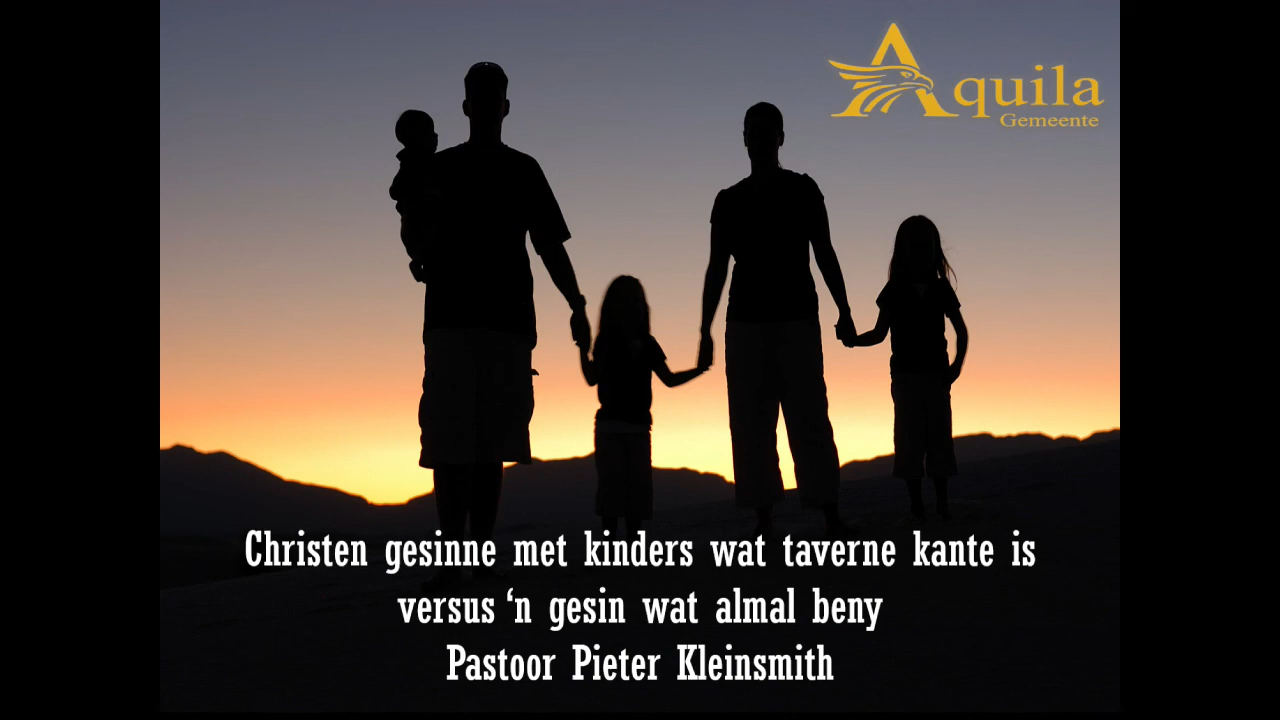 Aquila
Gemeente
Christen gesinne met kinders wat taverne kante is
versus ‘n gesin wat almal beny
Pastoor Pieter Kleinsmith